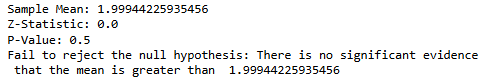 Sample Mean: 1.99944225935456
Z-Statistic: 0.0
P-Value: 0.5
Fail to reject the null hypothesis: There is no significant evidence
that the mean is greater than  1.99944225935456